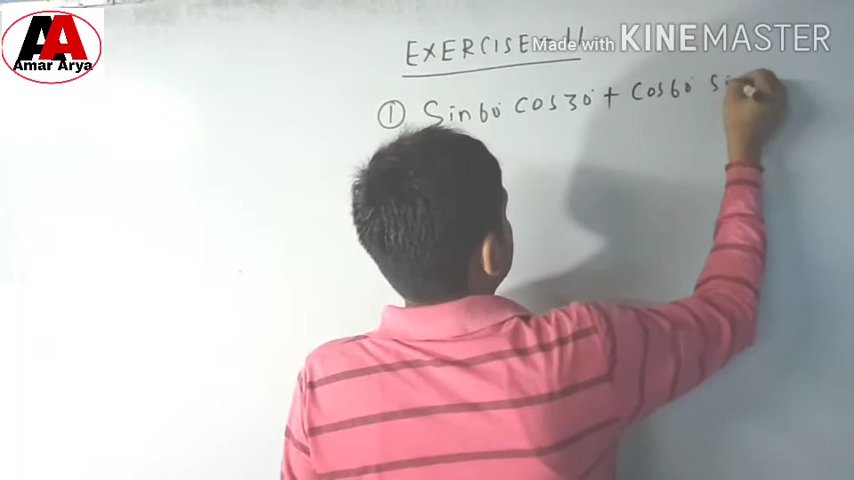 AA
Amar Arya
Made with KINEMASTER
EXERCISE
① Sin60° cos30° + cos60° si